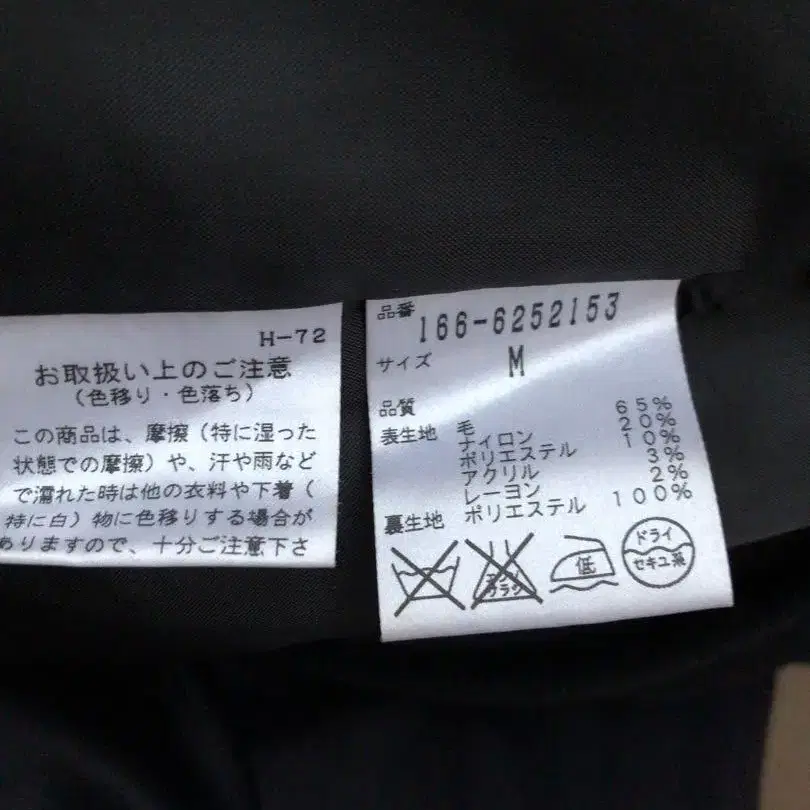 H-72
お取扱い上のご注意
（色移り・色落ち）
この商品は、摩擦（特に湿った
状態での摩擦）や、汗や雨など
で濡れた時は他の衣料や下着（
特に白）物に色移りする場合が
ありますので、十分ご注意下さ
品番 166-6252153
サイズ M
品質
表生地 毛 65%
ナイロン 20%
ポリエステル 10%
アクリル 3%
レーヨン 2%
裏生地 ポリエステル 100%
エンソ
サラシ
低
ドライ
セキユ系